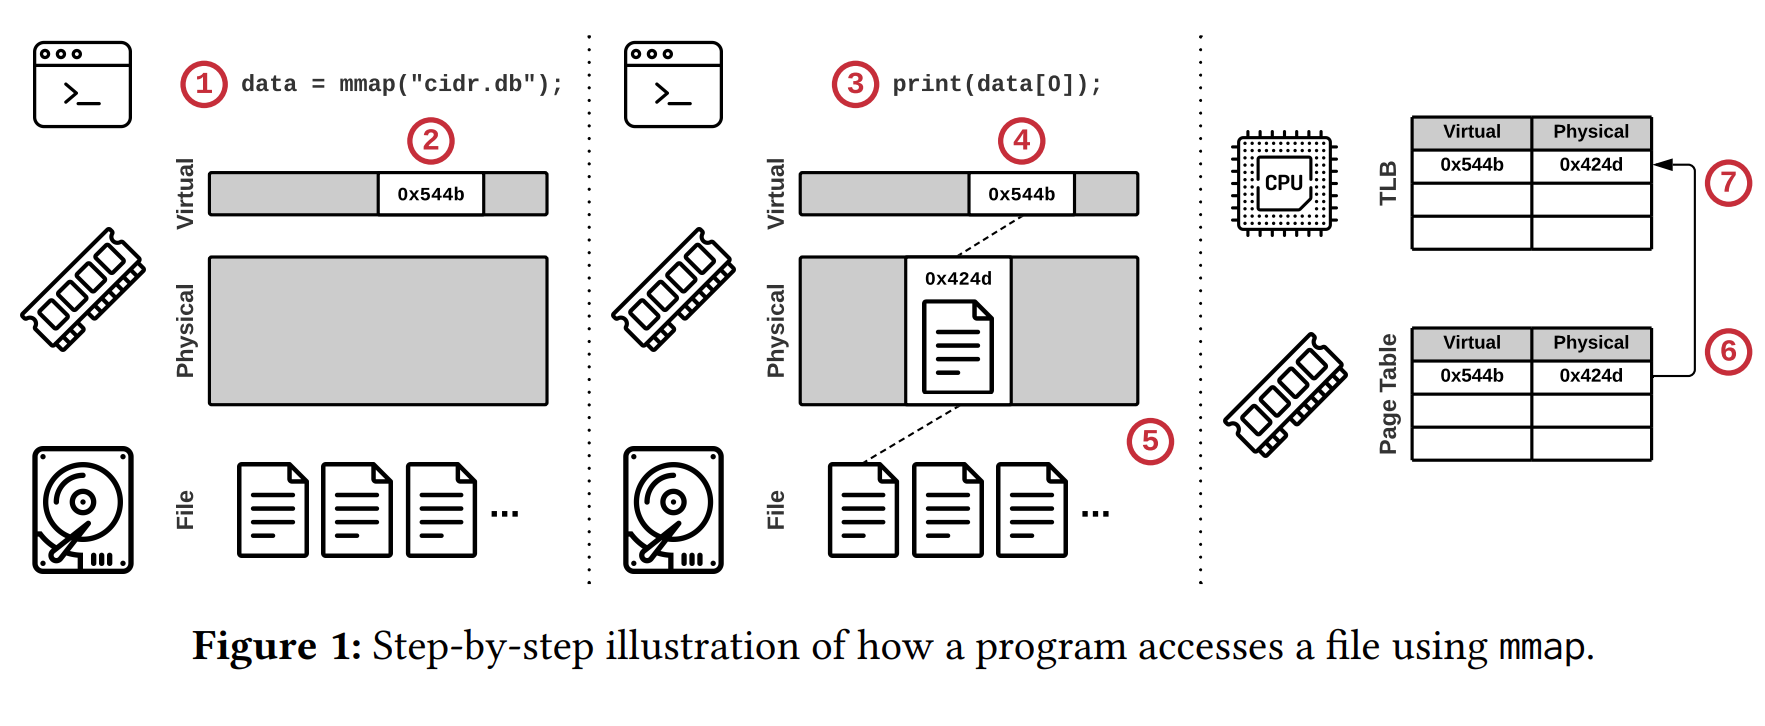 1 data = mmap("cidr.db");
2
Virtual
0x544b
Physical
File
...
3 print(data[0]);
4
Virtual
0x544b
Physical
0x424d
5
File
...
CPU
TLB
Virtual Physical
0x544b 0x424d
7
Page Table
Virtual Physical
0x544b 0x424d
6
Figure 1: Step-by-step illustration of how a program accesses a file using mmap.